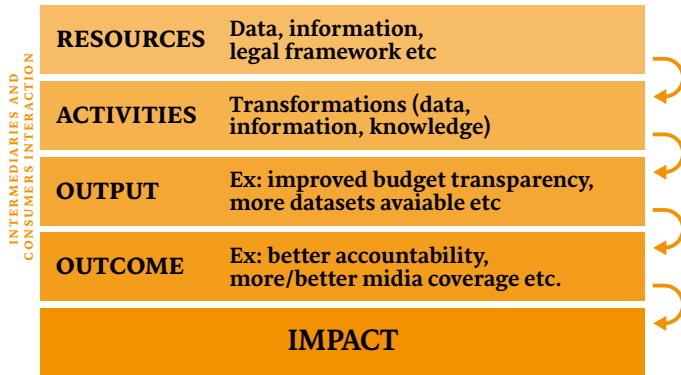 INTERMEDIARIES AND
CONSUMERS INTERACTION
RESOURCES
Data, information,
legal framework etc
ACTIVITIES
Transformations (data,
information, knowledge)
OUTPUT
Ex: improved budget transparency,
more datasets avaiable etc
OUTCOME
Ex: better accountability,
more/better midia coverage etc.
IMPACT